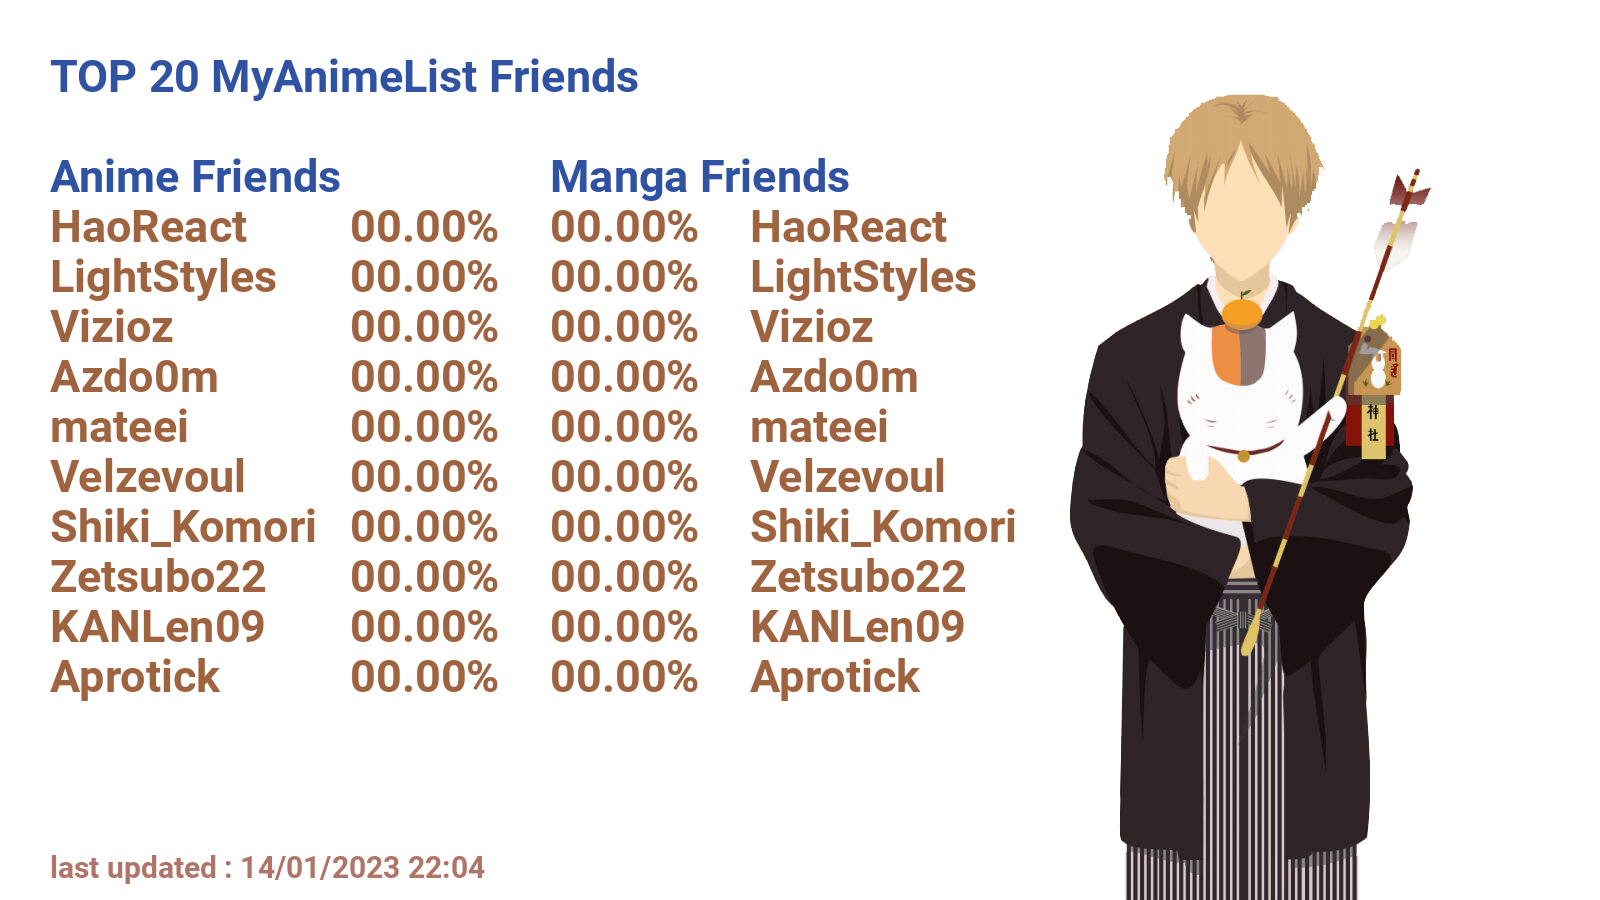 TOP 20 MyAnimeList Friends
Anime Friends Manga Friends
HaoReact 00.00% 00.00% HaoReact
LightStyles 00.00% 00.00% LightStyles
Vizioz 00.00% 00.00% Vizioz
Azdo0m 00.00% 00.00% Azdo0m
mateei 00.00% 00.00% mateei
Velzevoul 00.00% 00.00% Velzevoul
Shiki_Komori 00.00% 00.00% Shiki_Komori
Zetsubo22 00.00% 00.00% Zetsubo22
KANLen09 00.00% 00.00% KANLen09
Aprotick 00.00% 00.00% Aprotick
神社
last updated : 14/01/2023 22:04